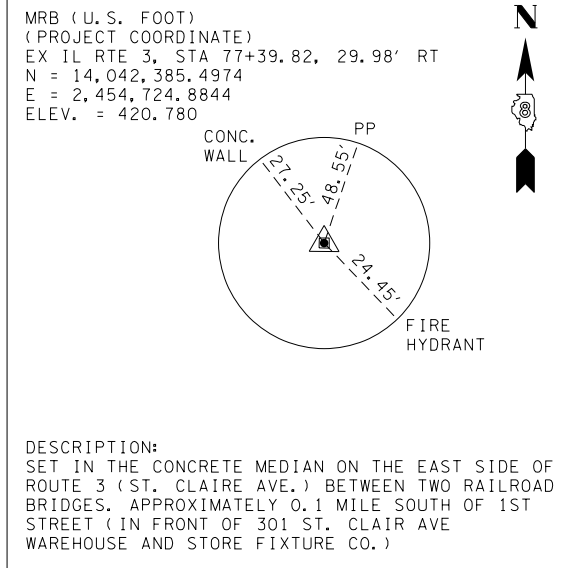 MRB (U.S. FOOT)
(PROJECT COORDINATE)
EX IL RTE 3, STA 77+39.82, 29.98' RT
N = 14,042,385.4974
E = 2,454,724.8844
ELEV. = 420.780
N
8
CONC.
WALL
PP
27.25'
48.55'
24.45'
FIRE
HYDRANT
DESCRIPTION:
SET IN THE CONCRETE MEDIAN ON THE EAST SIDE OF
ROUTE 3 (ST. CLAIRE AVE.) BETWEEN TWO RAILROAD
BRIDGES. APPROXIMATELY 0.1 MILE SOUTH OF 1ST
STREET (IN FRONT OF 301 ST. CLAIR AVE
WAREHOUSE AND STORE FIXTURE CO.)